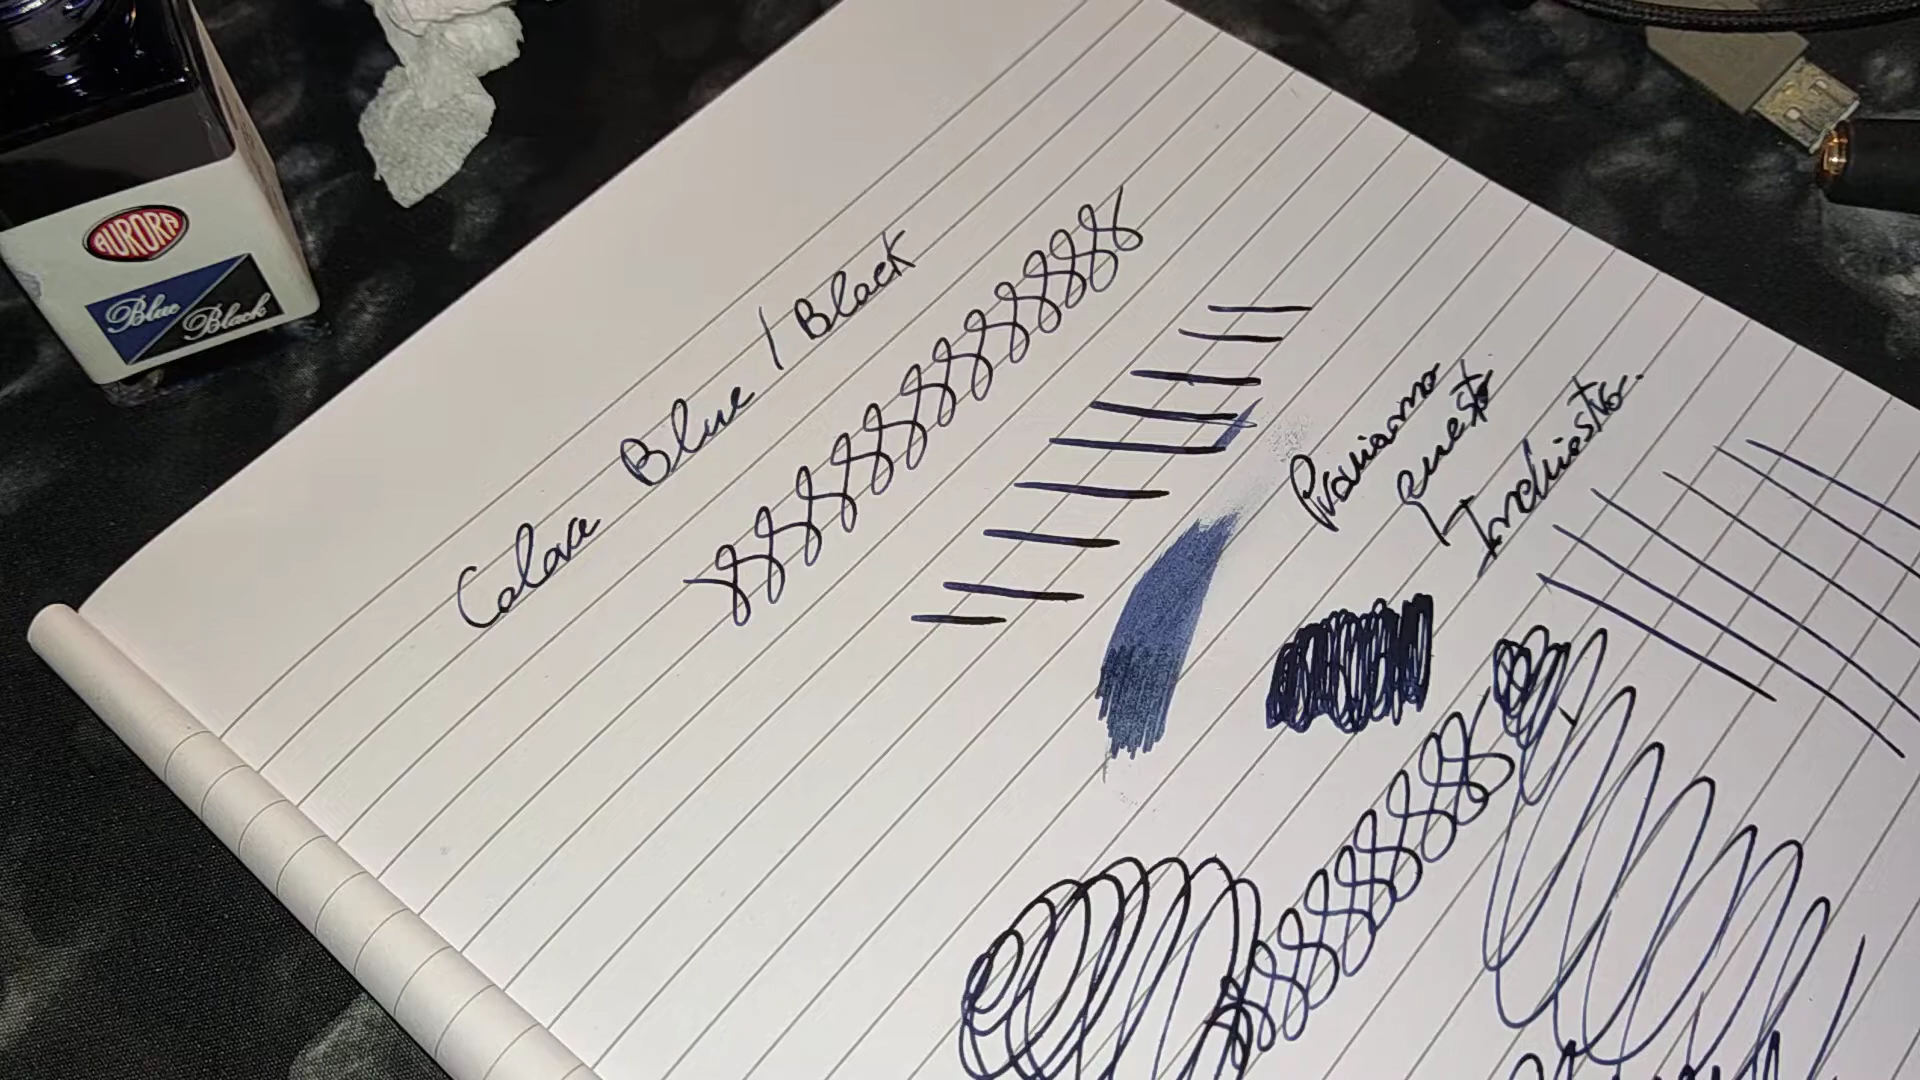 AURORA
Blue / Black
Colore Blue / Black
Proviamo
questo
Inchiostro.